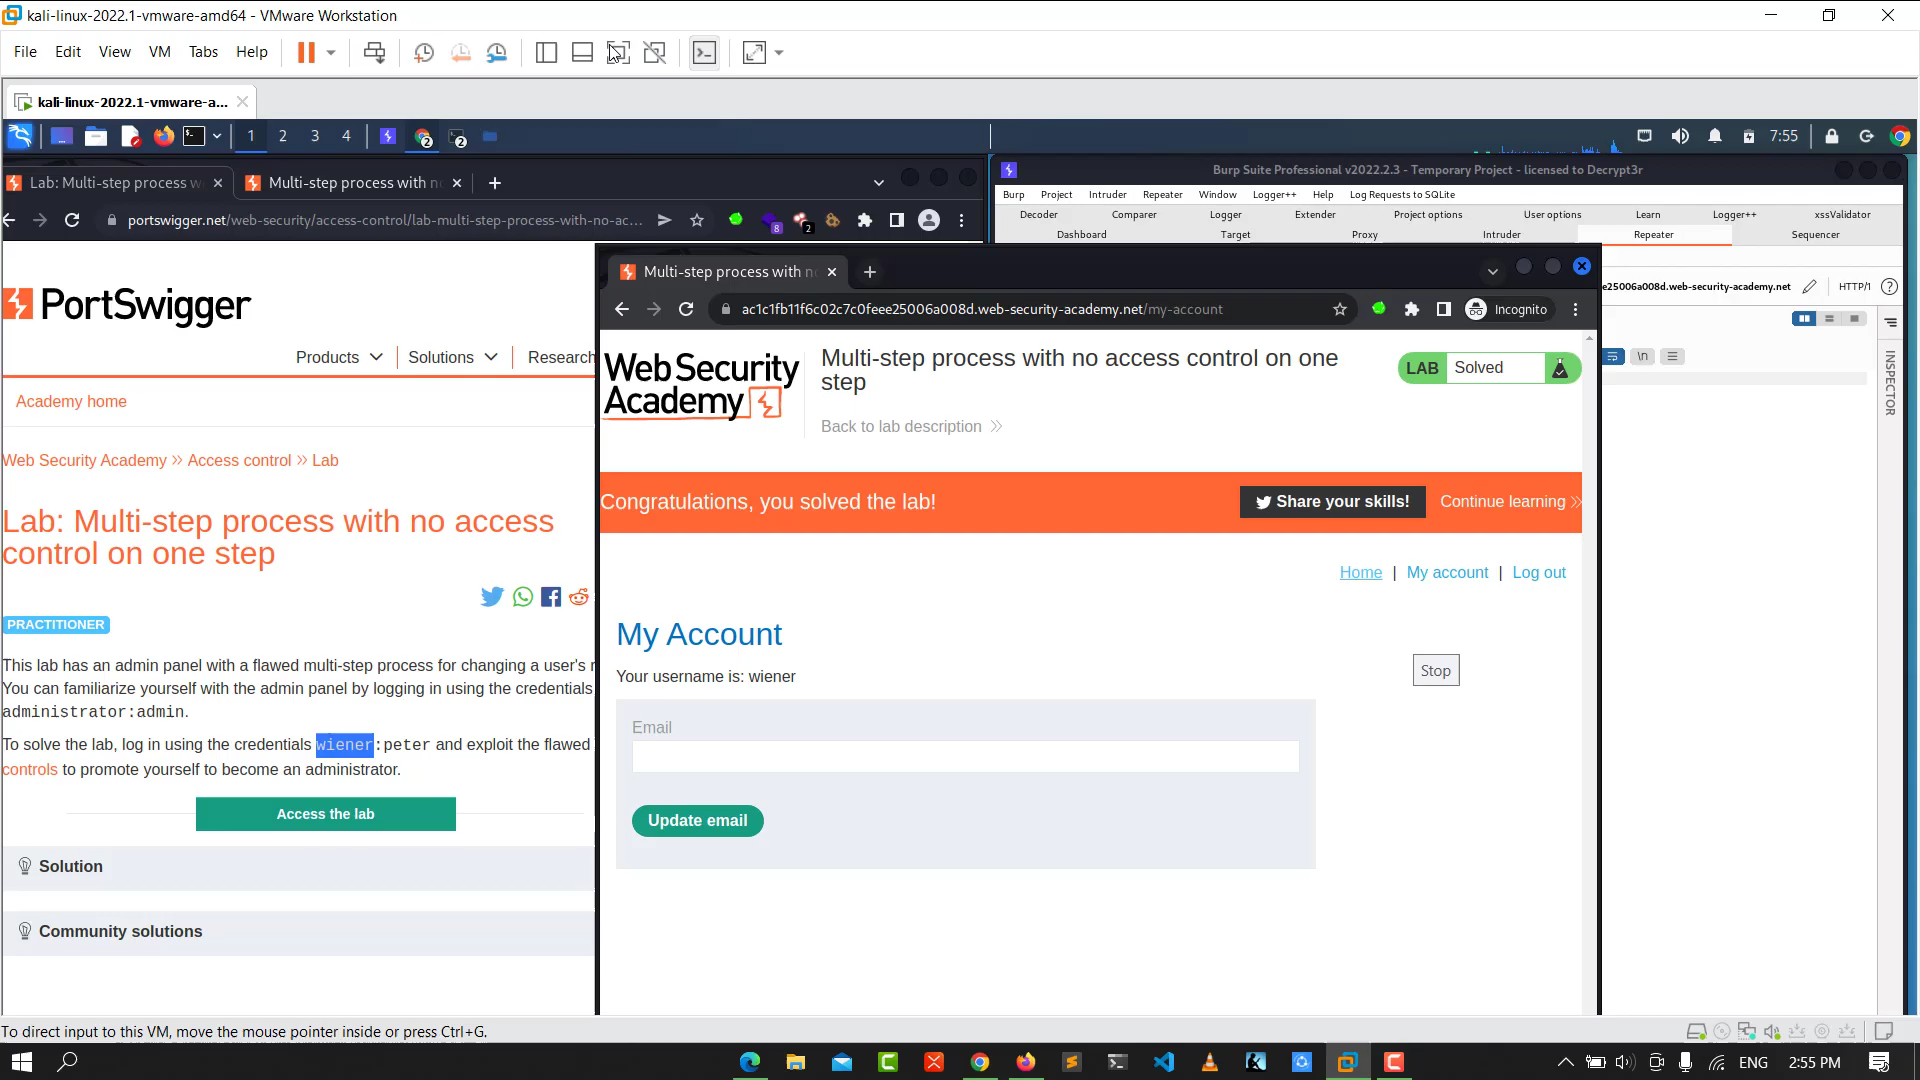 kali-linux-2022.1-vmware-amd64 - VMware Workstation
File Edit View VM Tabs Help
kali-linux-2022.1-vmware-a...
1 2 3 4
2
2
7:55
Lab: Multi-step process w
Multi-step process with n
portswigger.net/web-security/access-control/lab-multi-step-process-with-no-ac...
8
2
PortSwigger
Products
Solutions
Research
Academy home
Web Security Academy
Access control
Lab
Lab: Multi-step process with no access
control on one step
PRACTITIONER
This lab has an admin panel with a flawed multi-step process for changing a user's r
You can familiarize yourself with the admin panel by logging in using the credentials
administrator:admin.
To solve the lab, log in using the credentials wiener:peter and exploit the flawed
controls to promote yourself to become an administrator.
Access the lab
Solution
Community solutions
Burp Suite Professional v2022.2.3 - Temporary Project - licensed to Decrypt3r
Burp Project Intruder Repeater Window Logger++ Help Log Requests to SQLite
Decoder Comparer Logger Extender Project options User options Learn Logger++ xssValidator
Dashboard Target Proxy Intruder Repeater Sequencer
e25006a008d.web-security-academy.net
HTTP/1
?
\n
INSPECTOR
Multi-step process with n
ac1c1fb11f6c02c7c0feee25006a008d.web-security-academy.net/my-account
Incognito
Web Security
Academy
Multi-step process with no access control on one
step
Back to lab description
LAB Solved
Congratulations, you solved the lab!
Share your skills!
Continue learning
Home | My account | Log out
My Account
Your username is: wiener
Stop
Email
Update email
To direct input to this VM, move the mouse pointer inside or press Ctrl+G.
ENG
2:55 PM